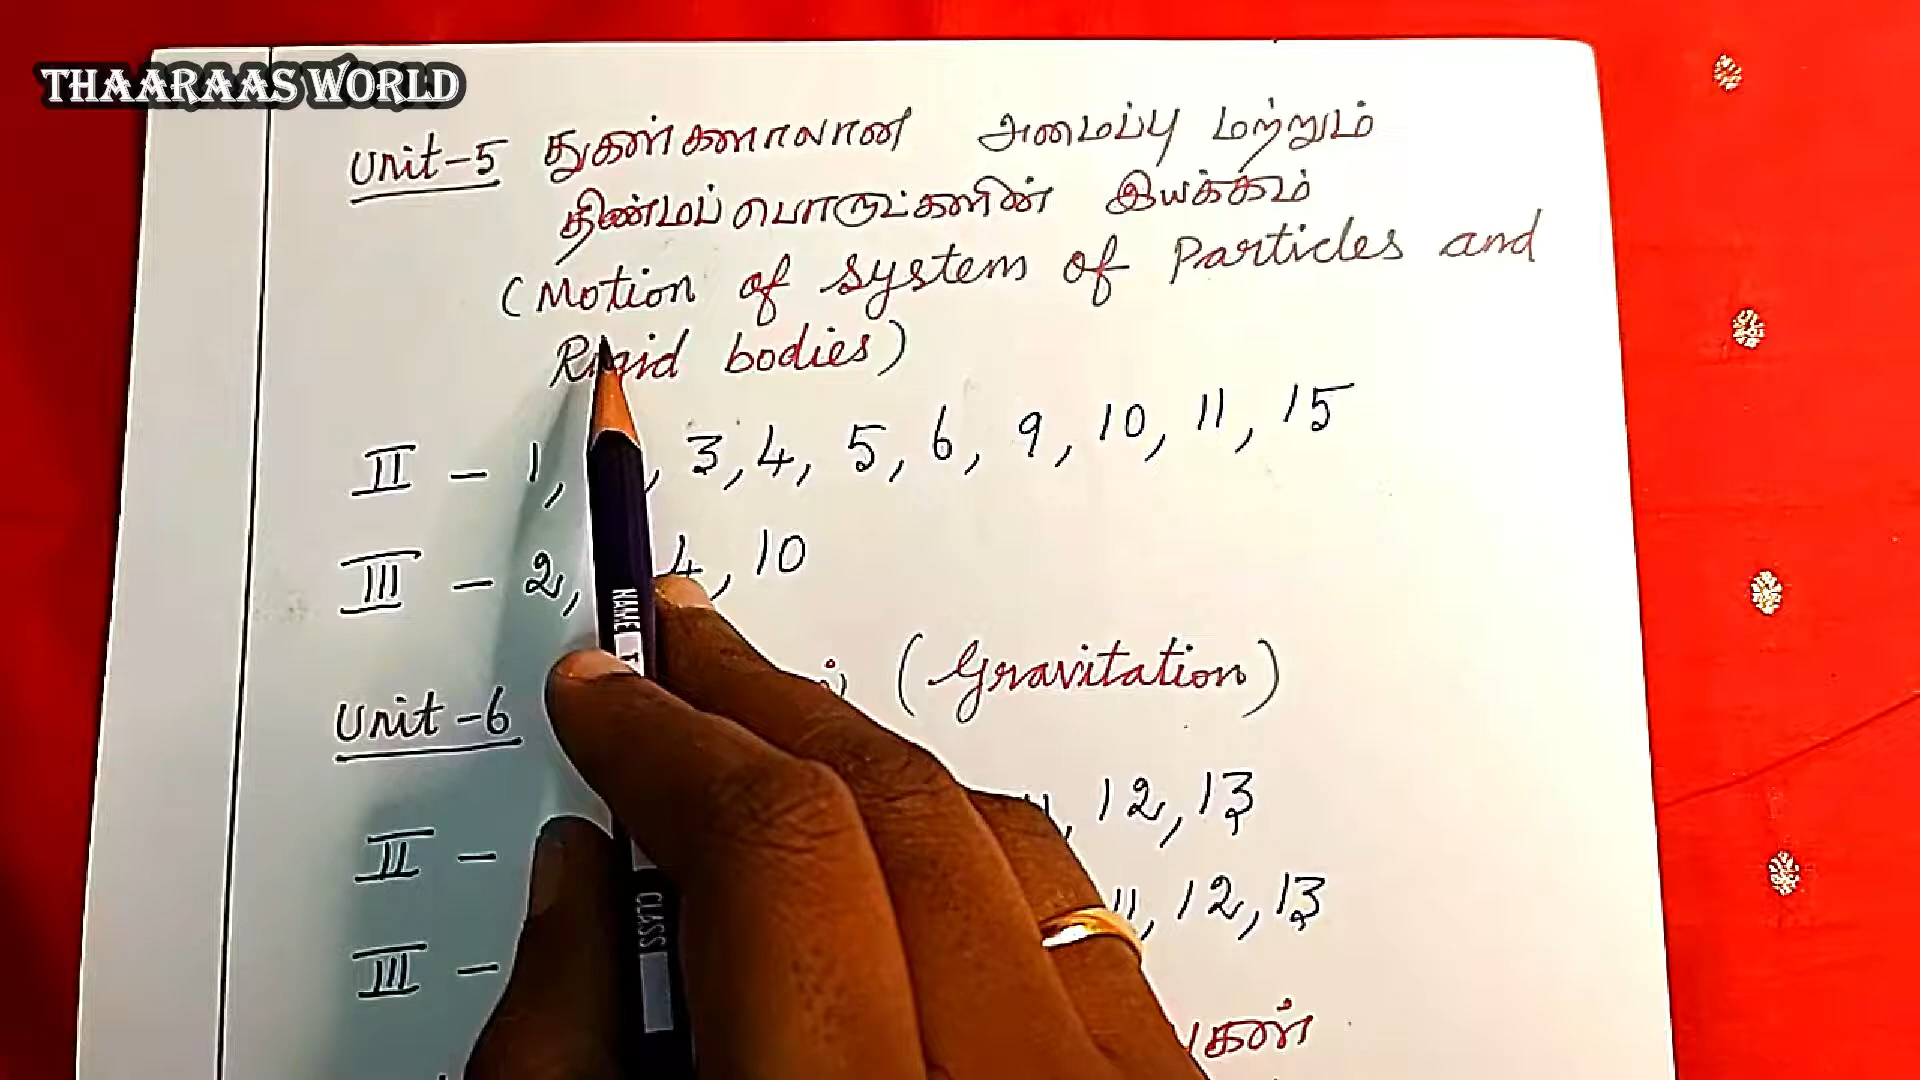 THAARAAS WORLD
Unit-5 துகள்களாலான அமைப்பு மற்றும்
திண்மப்பொருட்களின் இயக்கம்
(Motion of system of Particles and
Rigid bodies)
II - 1, , 3, 4, 5, 6, 9, 10, 11, 15
III - 2, 4, 10
Unit-6 (Gravitation)
II - 11, 12, 13
III - 11, 12, 13
NAME
CLASS